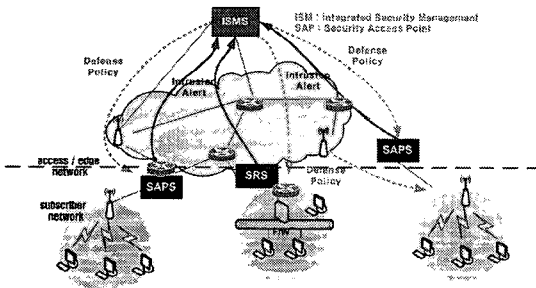 ISMS
ISM : Integrated Security Management
SAP : Security Access Point
Defense
Policy
Defense
Policy
Intrusion
Alert
Intrusion
Alert
SAPS
access / edge
network
SAPS
SRS
Defense
Policy
subscriber
network
F/W